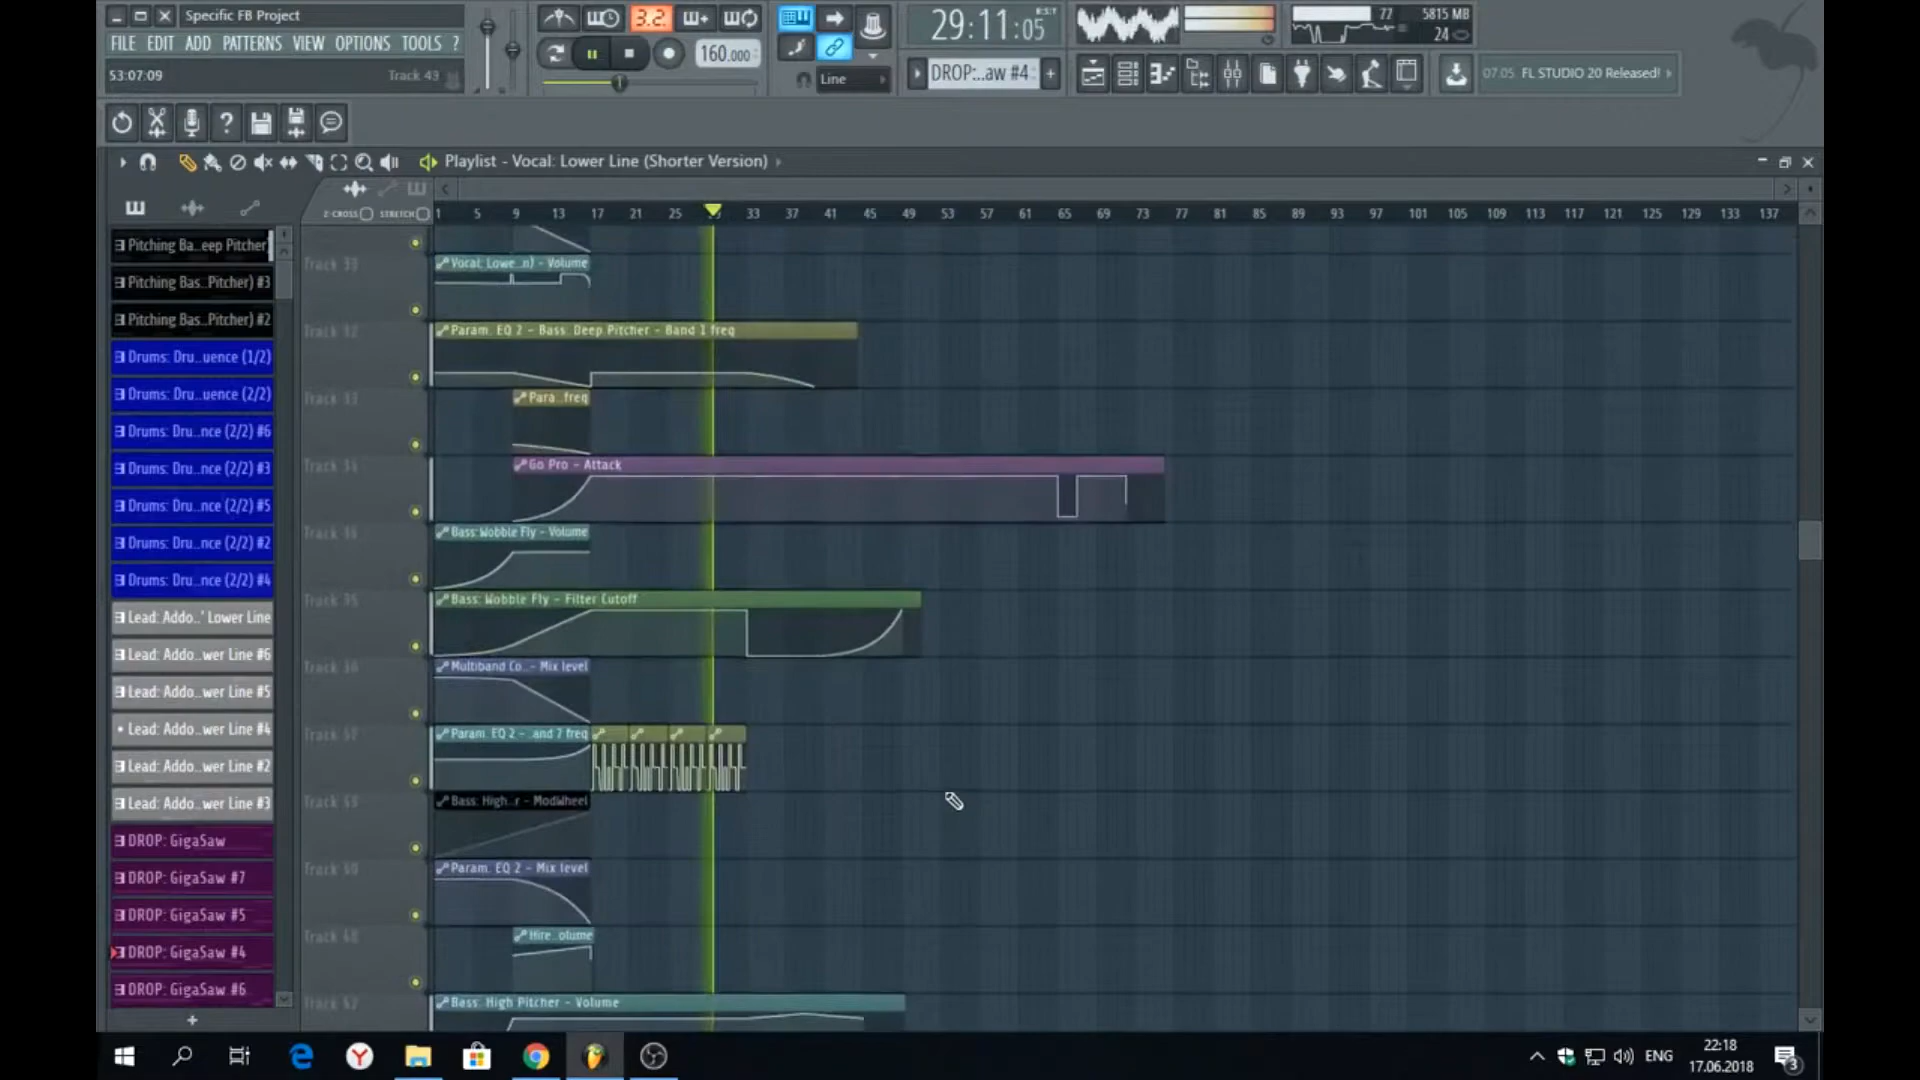 Specific FB Project
FILE EDIT ADD PATTERNS VIEW OPTIONS TOOLS ?
53:07:09 Track 43
3.2.
160.000
Line
29:11:05
B:S:T
DROP:...aw #4
77 5815 MB
24
07.05 FL STUDIO 20 Released!
Playlist - Vocal: Lower Line (Shorter Version)
Z-CROSS STRETCH
1 5 9 13 17 21 25 33 37 41 45 49 53 57 61 65 69 73 77 81 85 89 93 97 101 105 109 113 117 121 125 129 133 137
Pitching Ba..eep Pitcher
Pitching Bas..Pitcher) #3
Pitching Bas..Pitcher) #2
Drums: Dru..uence (1/2)
Drums: Dru..uence (2/2)
Drums: Dru...nce (2/2) #6
Drums: Dru...nce (2/2) #3
Drums: Dru...nce (2/2) #5
Drums: Dru...nce (2/2) #2
Drums: Dru...nce (2/2) #4
Lead: Addo..' Lower Line
Lead: Addo..wer Line #6
Lead: Addo..wer Line #5
Lead: Addo..wer Line #4
Lead: Addo..wer Line #2
Lead: Addo..wer Line #3
DROP: GigaSaw
DROP: GigaSaw #7
DROP: GigaSaw #5
DROP: GigaSaw #4
DROP: GigaSaw #6
Vocal: Lowe...n) - Volume
Param. EQ 2 - Bass: Deep Pitcher - Band 1 freq
Para...freq
Go Pro - Attack
Bass: Wobble Fly - Volume
Bass: Wobble Fly - Filter Cutoff
Multiband Co.. - Mix level
Param. EQ 2 - ..and 7 freq
Bass: High...r - ModWheel
Param. EQ 2 - Mix level
Hire..olume
Bass: High Pitcher - Volume
ENG
22:18
17.06.2018
3